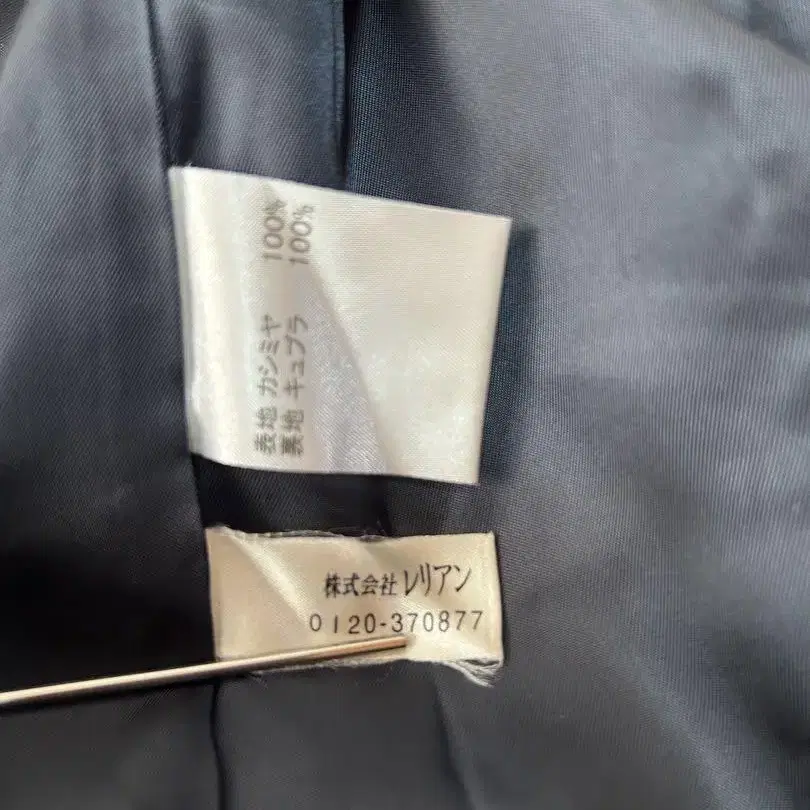 表地 カシミヤ 100%
裏地 キュプラ 100%
株式会社レリアン
0120-370877